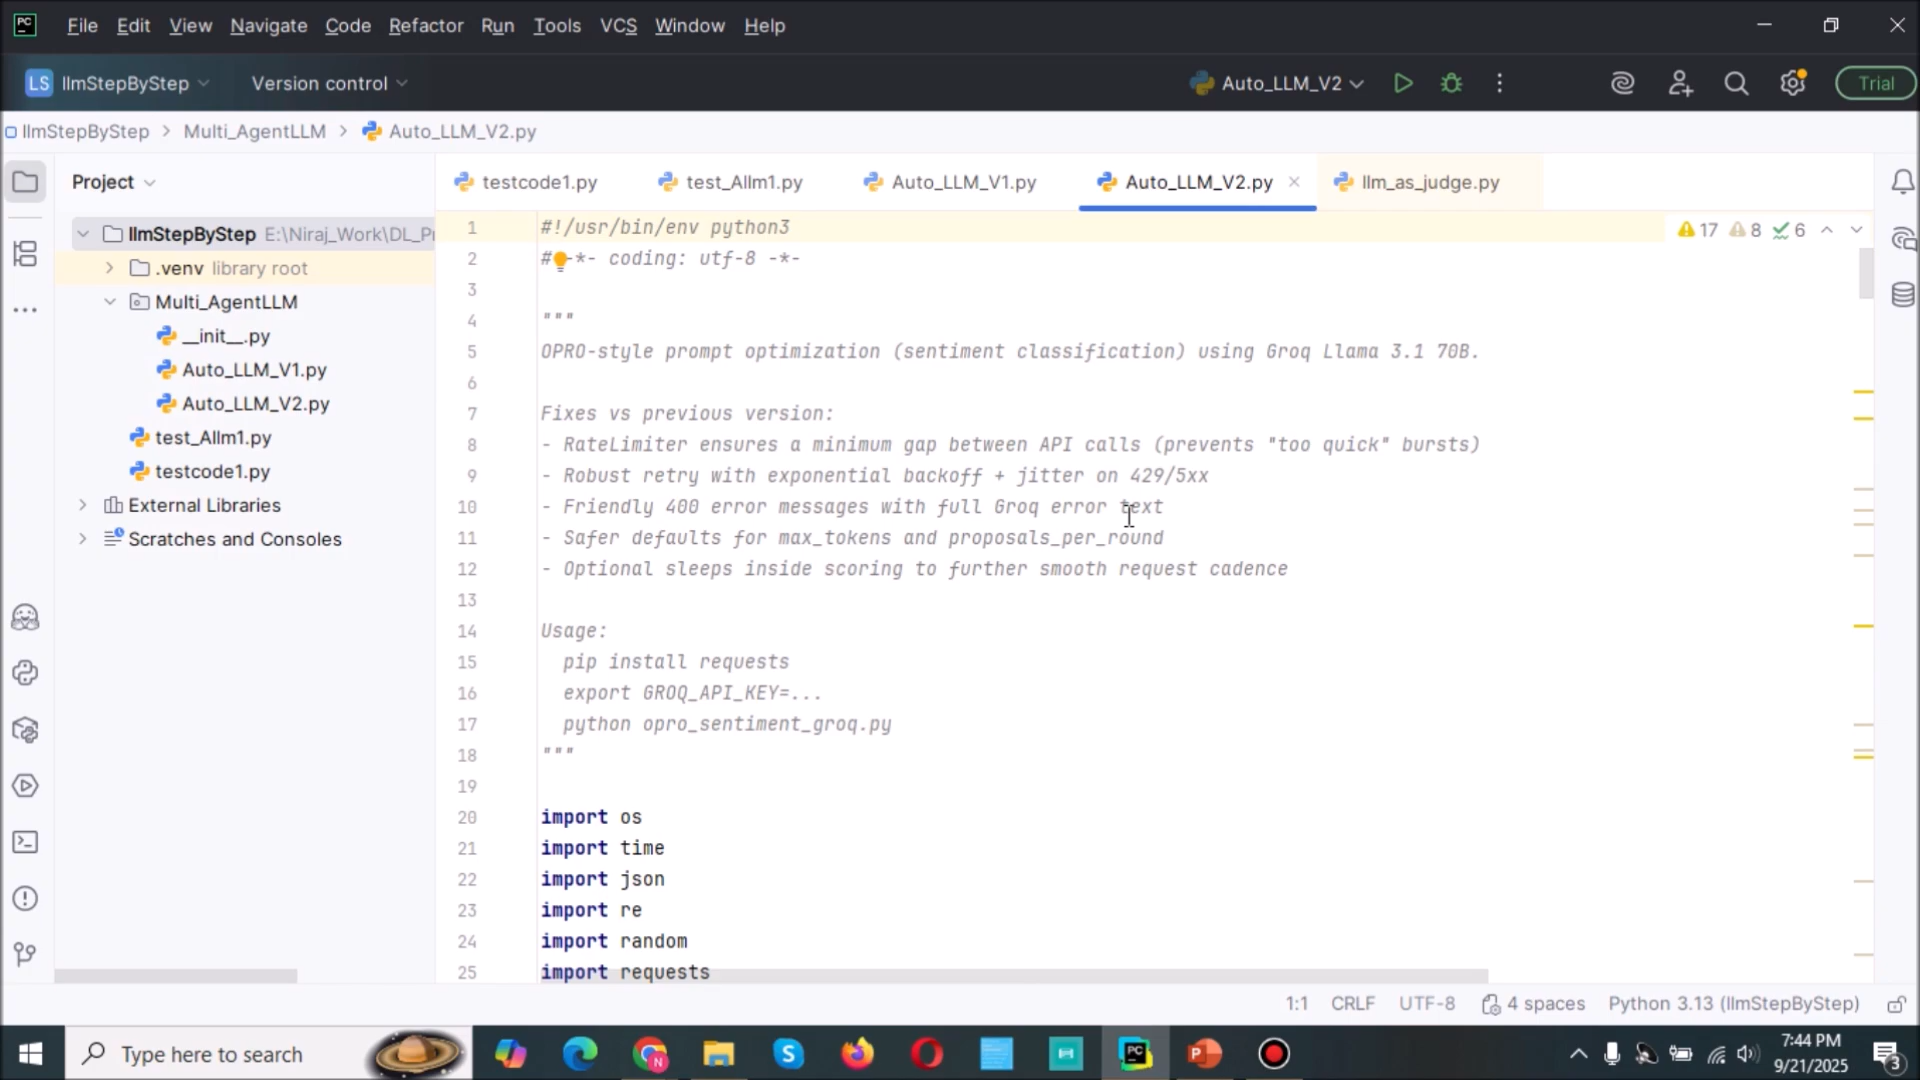 PC
File Edit View Navigate Code Refactor Run Tools VCS Window Help
LS llmStepByStep Version control Auto_LLM_V2 Trial
llmStepByStep Multi_AgentLLM Auto_LLM_V2.py
Project
llmStepByStep E:\Niraj_Work\DL_P
.venv library root
Multi_AgentLLM
__init__.py
Auto_LLM_V1.py
Auto_LLM_V2.py
test_Allm1.py
testcode1.py
External Libraries
Scratches and Consoles
testcode1.py test_Allm1.py Auto_LLM_V1.py Auto_LLM_V2.py llm_as_judge.py
17 8 6
1 #!/usr/bin/env python3
2 # -*- coding: utf-8 -*-
3
4 """
5 OPRO-style prompt optimization (sentiment classification) using Groq Llama 3.1 70B.
6
7 Fixes vs previous version:
8 - RateLimiter ensures a minimum gap between API calls (prevents "too quick" bursts)
9 - Robust retry with exponential backoff + jitter on 429/5xx
10 - Friendly 400 error messages with full Groq error text
11 - Safer defaults for max_tokens and proposals_per_round
12 - Optional sleeps inside scoring to further smooth request cadence
13
14 Usage:
15 pip install requests
16 export GROQ_API_KEY=...
17 python opro_sentiment_groq.py
18 """
19
20 import os
21 import time
22 import json
23 import re
24 import random
25 import requests
1:1 CRLF UTF-8 4 spaces Python 3.13 (llmStepByStep)
Type here to search
7:44 PM
9/21/2025
3